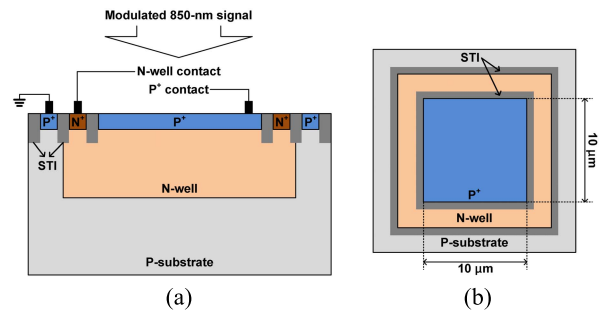 Modulated 850-nm signal
N-well contact
P+ contact
P+
N+
P+
N+
P+
STI
N-well
P-substrate
(a)
STI
10 µm
P+
N-well
P-substrate
10 µm
(b)